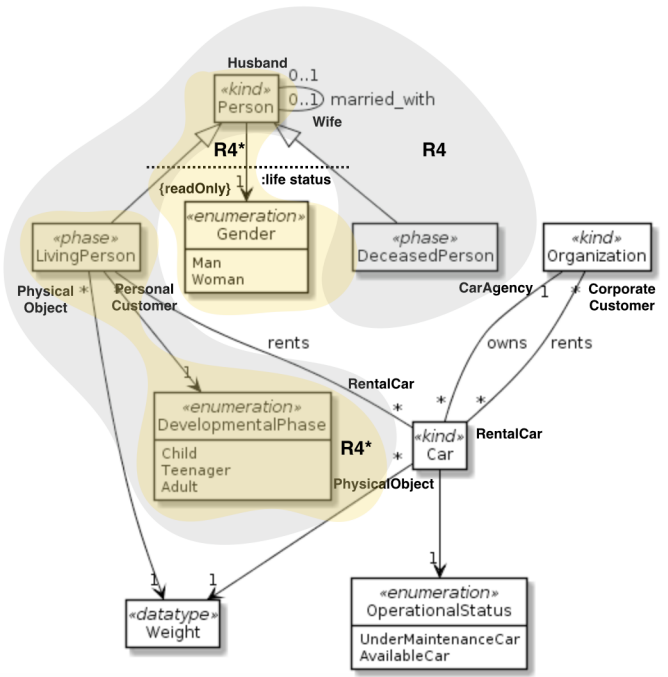 Husband
0..1
«kind»
Person
0..1
married_with
Wife
R4*
R4
:life status
{readOnly}
1
«enumeration»
Gender
Man
Woman
«phase»
LivingPerson
«phase»
DeceasedPerson
«kind»
Organization
Physical
Object
*
*
Personal
Customer
CarAgency
1
*
Corporate
Customer
rents
owns
rents
1
RentalCar
*
*
*
«enumeration»
DevelopmentalPhase
Child
Teenager
Adult
R4*
«kind»
Car
RentalCar
*
PhysicalObject
1
1
1
«datatype»
Weight
«enumeration»
OperationalStatus
UnderMaintenanceCar
AvailableCar